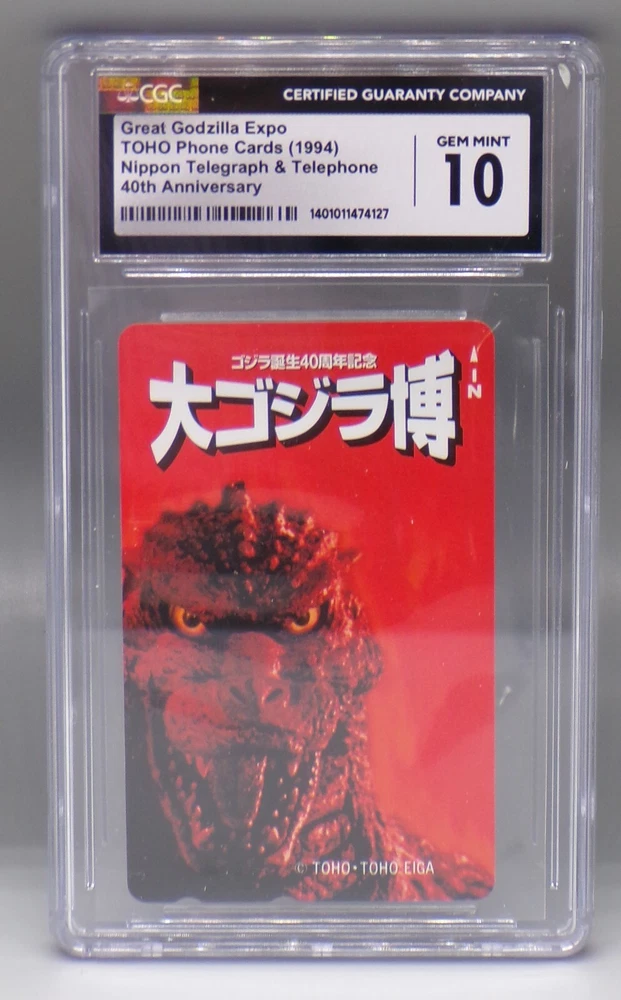 CGC
CERTIFIED GUARANTY COMPANY
Great Godzilla Expo
TOHO Phone Cards (1994)
Nippon Telegraph & Telephone
40th Anniversary
1401011474127
GEM MINT
10
ゴジラ誕生40周年記念
大ゴジラ博
IN
© TOHO・TOHO EIGA